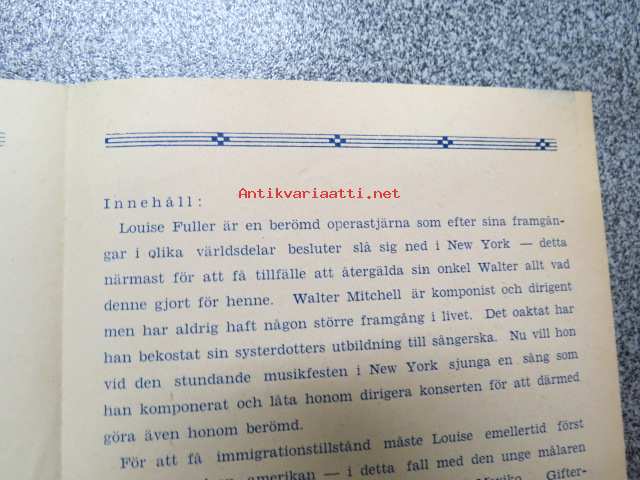 Antikvariaatti.net
Innehåll:
Louise Fuller är en berömd operastjärna som efter sina framgån-
gar i olika världsdelar besluter slå sig ned i New York — detta
närmast för att få tillfälle att återgälda sin onkel Walter allt vad
denne gjort för henne. Walter Mitchell är komponist och dirigent
men har aldrig haft någon större framgång i livet. Det oaktat har
han bekostat sin systerdotters utbildning till sångerska. Nu vill hon
vid den stundande musikfesten i New York sjunga en sång som
han komponerat och låta honom dirigera konserten för att därmed
göra även honom berömd.
För att få immigrationstillstånd måste Louise emellertid först
amerikan — i detta fall med den unge målaren
Gifter-